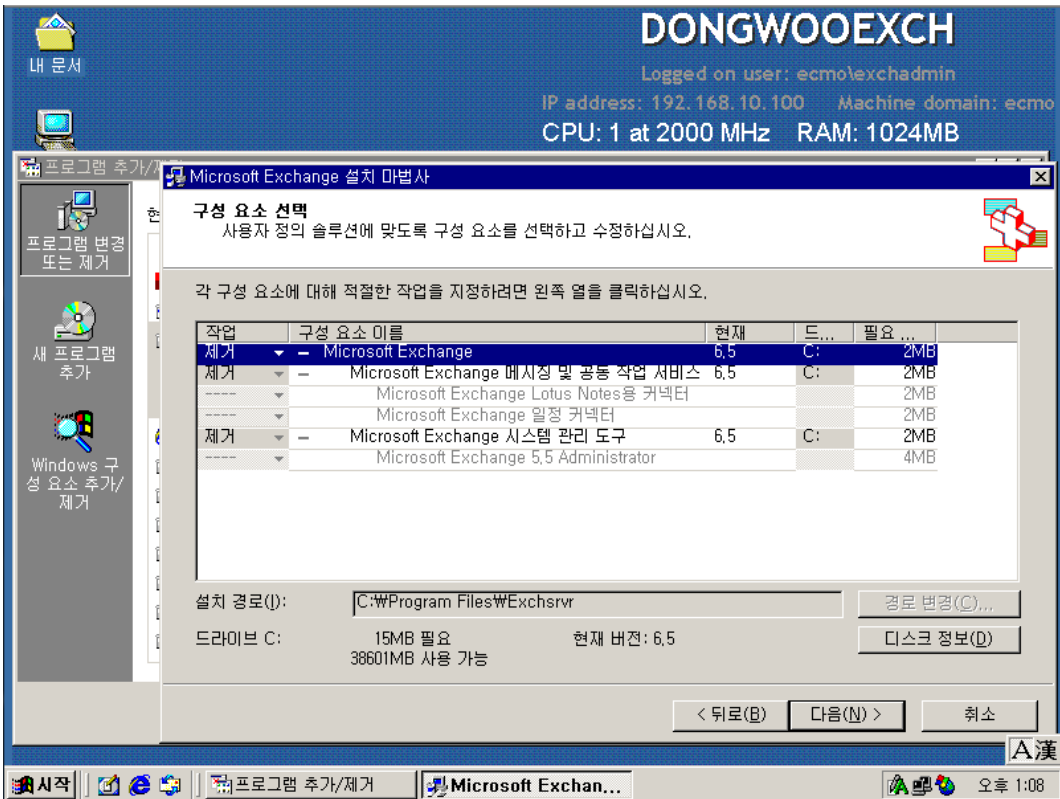 DONGWOOEXCH
내 문서
Logged on user: ecmo\exchadmin
IP address: 192.168.10.100 Machine domain: ecmo
CPU: 1 at 2000 MHz RAM: 1024MB
프로그램 추가/제거
Microsoft Exchange 설치 마법사
프로그램 변경
또는 제거
새 프로그램
추가
Windows 구
성 요소 추가/
제거
현
구성 요소 선택
사용자 정의 솔루션에 맞도록 구성 요소를 선택하고 수정하십시오.
각 구성 요소에 대해 적절한 작업을 지정하려면 왼쪽 열을 클릭하십시오.
작업 구성 요소 이름 현재 드... 필요 ...
제거 Microsoft Exchange 6.5 C: 2MB
제거 Microsoft Exchange 메시징 및 공동 작업 서비스 6.5 C: 2MB
---- Microsoft Exchange Lotus Notes용 커넥터 2MB
---- Microsoft Exchange 일정 커넥터 2MB
제거 Microsoft Exchange 시스템 관리 도구 6.5 C: 2MB
---- Microsoft Exchange 5.5 Administrator 4MB
설치 경로(I): C:₩Program Files₩Exchsrvr 경로 변경(C)...
드라이브 C: 15MB 필요 현재 버전: 6.5 디스크 정보(D)
38601MB 사용 가능
< 뒤로(B) 다음(N) > 취소
A漢
시작 프로그램 추가/제거 Microsoft Exchan... 오후 1:08